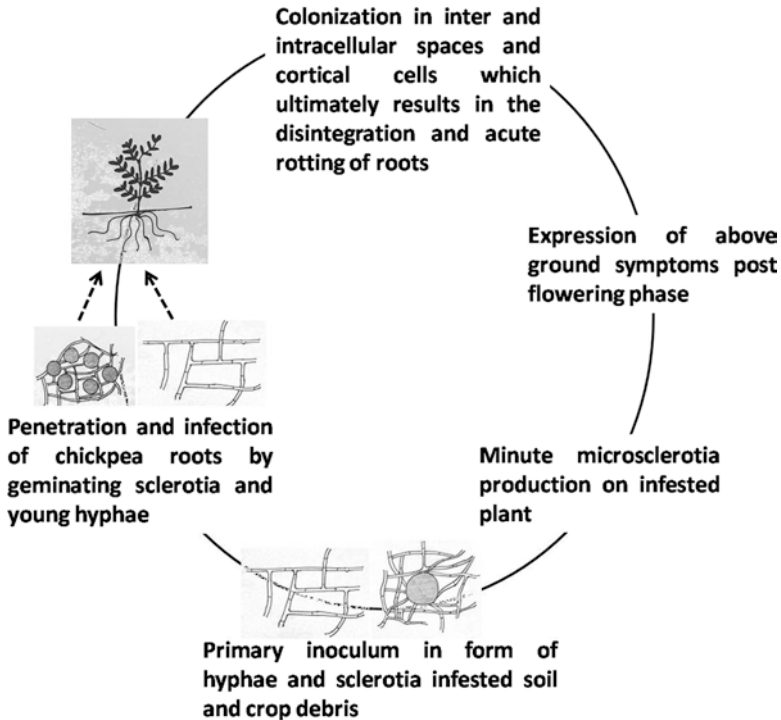 Colonization in inter and
intracellular spaces and
cortical cells which
ultimately results in the
disintegration and acute
rotting of roots
Expression of above
ground symptoms post
flowering phase
Minute microsclerotia
production on infested
plant
Primary inoculum in form of
hyphae and sclerotia infested soil
and crop debris
Penetration and infection
of chickpea roots by
geminating sclerotia and
young hyphae